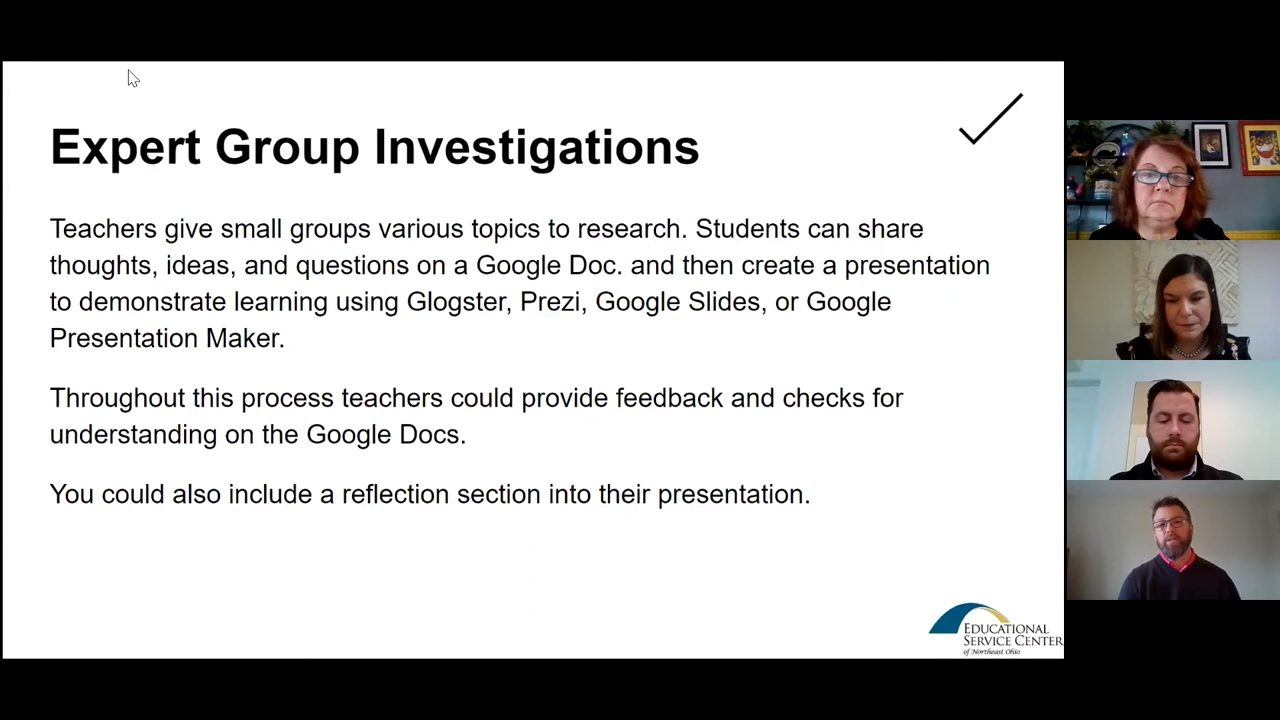 Expert Group Investigations
Teachers give small groups various topics to research. Students can share
thoughts, ideas, and questions on a Google Doc. and then create a presentation
to demonstrate learning using Glogster, Prezi, Google Slides, or Google
Presentation Maker.
Throughout this process teachers could provide feedback and checks for
understanding on the Google Docs.
You could also include a reflection section into their presentation.
EDUCATIONAL
SERVICE CENTER
of Northeast Ohio